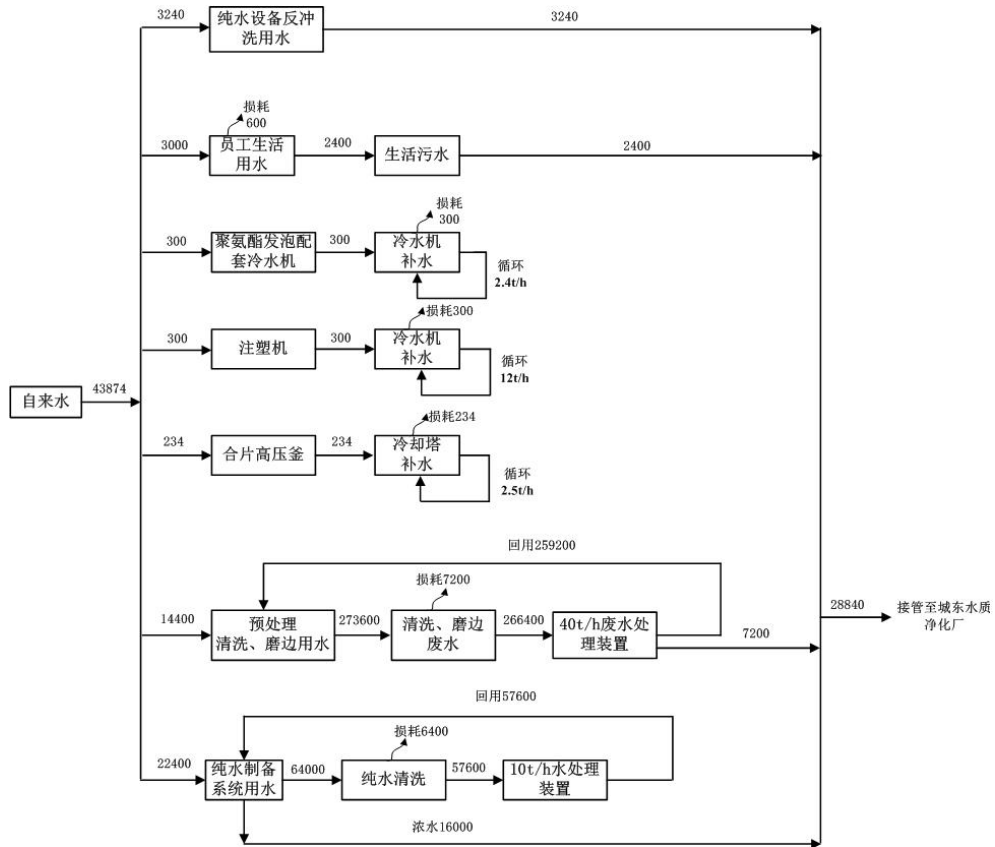 3240
纯水设备反冲
洗用水
3240
损耗
600
3000
员工生活
用水
2400
生活污水
2400
损耗
300
300
聚氨酯发泡配
套冷水机
300
冷水机
补水
循环
2.4t/h
损耗300
300
注塑机
300
冷水机
补水
循环
12t/h
自来水
43874
损耗234
234
合片高压釜
234
冷却塔
补水
循环
2.5t/h
回用259200
损耗7200
14400
预处理
清洗、磨边用水
273600
清洗、磨边
废水
266400
40t/h废水处
理装置
7200
28840
接管至城东水质
净化厂
回用57600
损耗6400
22400
纯水制备
系统用水
64000
纯水清洗
57600
10t/h水处理
装置
浓水16000